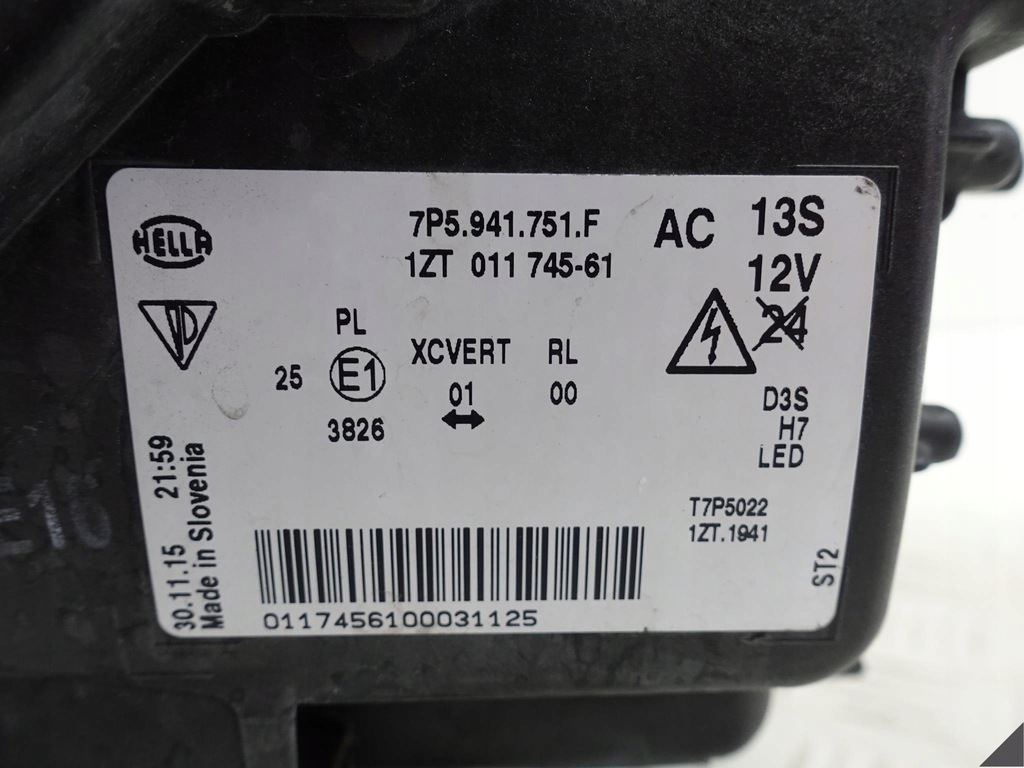 HELLA
7P5.941.751.F
1ZT 011 745-61
AC
13S
12V
24
PL
25
E1
3826
XCVERT
01
RL
00
D3S
H7
LED
T7P5022
1ZT.1941
ST2
30.11.15 21:59
Made in Slovenia
0117456100031125